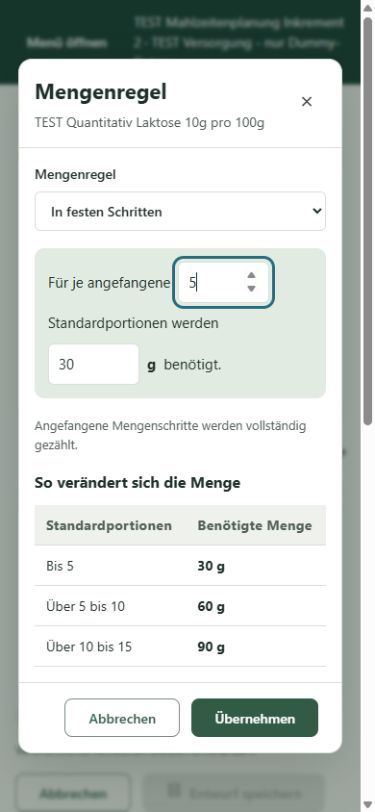 Menü öffnen
TEST Mahlzeitenplanung Inkrement
2 - TEST Versorgung - nur Dummy-
Mengenregel
×
TEST Quantitativ Laktose 10g pro 100g
Mengenregel
In festen Schritten
Für je angefangene 5
Standardportionen werden
30 g benötigt.
Angefangene Mengenschritte werden vollständig
gezählt.
So verändert sich die Menge
Standardportionen Benötigte Menge
Bis 5 30 g
Über 5 bis 10 60 g
Über 10 bis 15 90 g
Abbrechen Übernehmen
Abbrechen Entwurf speichern